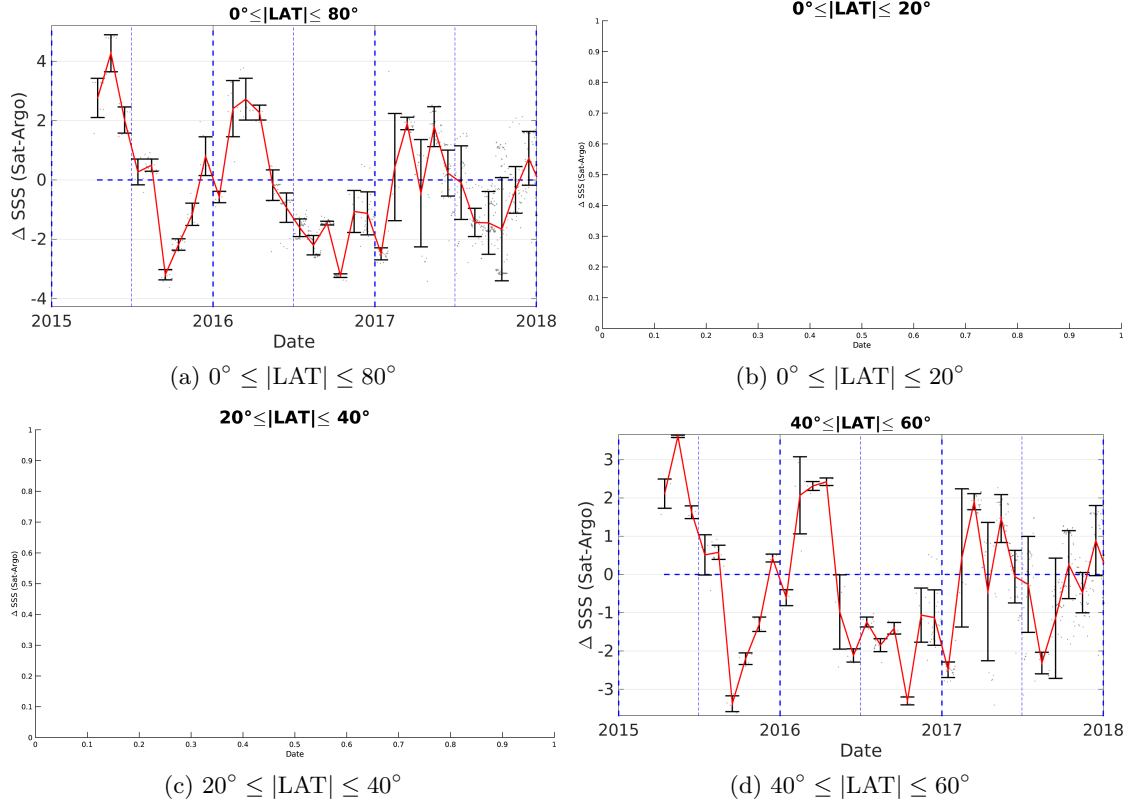 0°≤|LAT|≤ 80°
Δ SSS (Sat-Argo)
4
2
0
-2
-4
2015 2016 2017 2018
Date
(a) 0° ≤ |LAT| ≤ 80°
0°≤|LAT|≤ 20°
Δ SSS (Sat-Argo)
1
0.9
0.8
0.7
0.6
0.5
0.4
0.3
0.2
0.1
0
0 0.1 0.2 0.3 0.4 0.5 0.6 0.7 0.8 0.9 1
Date
(b) 0° ≤ |LAT| ≤ 20°
20°≤|LAT|≤ 40°
Δ SSS (Sat-Argo)
1
0.9
0.8
0.7
0.6
0.5
0.4
0.3
0.2
0.1
0
0 0.1 0.2 0.3 0.4 0.5 0.6 0.7 0.8 0.9 1
Date
(c) 20° ≤ |LAT| ≤ 40°
40°≤|LAT|≤ 60°
Δ SSS (Sat-Argo)
3
2
1
0
-1
-2
-3
2015 2016 2017 2018
Date
(d) 40° ≤ |LAT| ≤ 60°